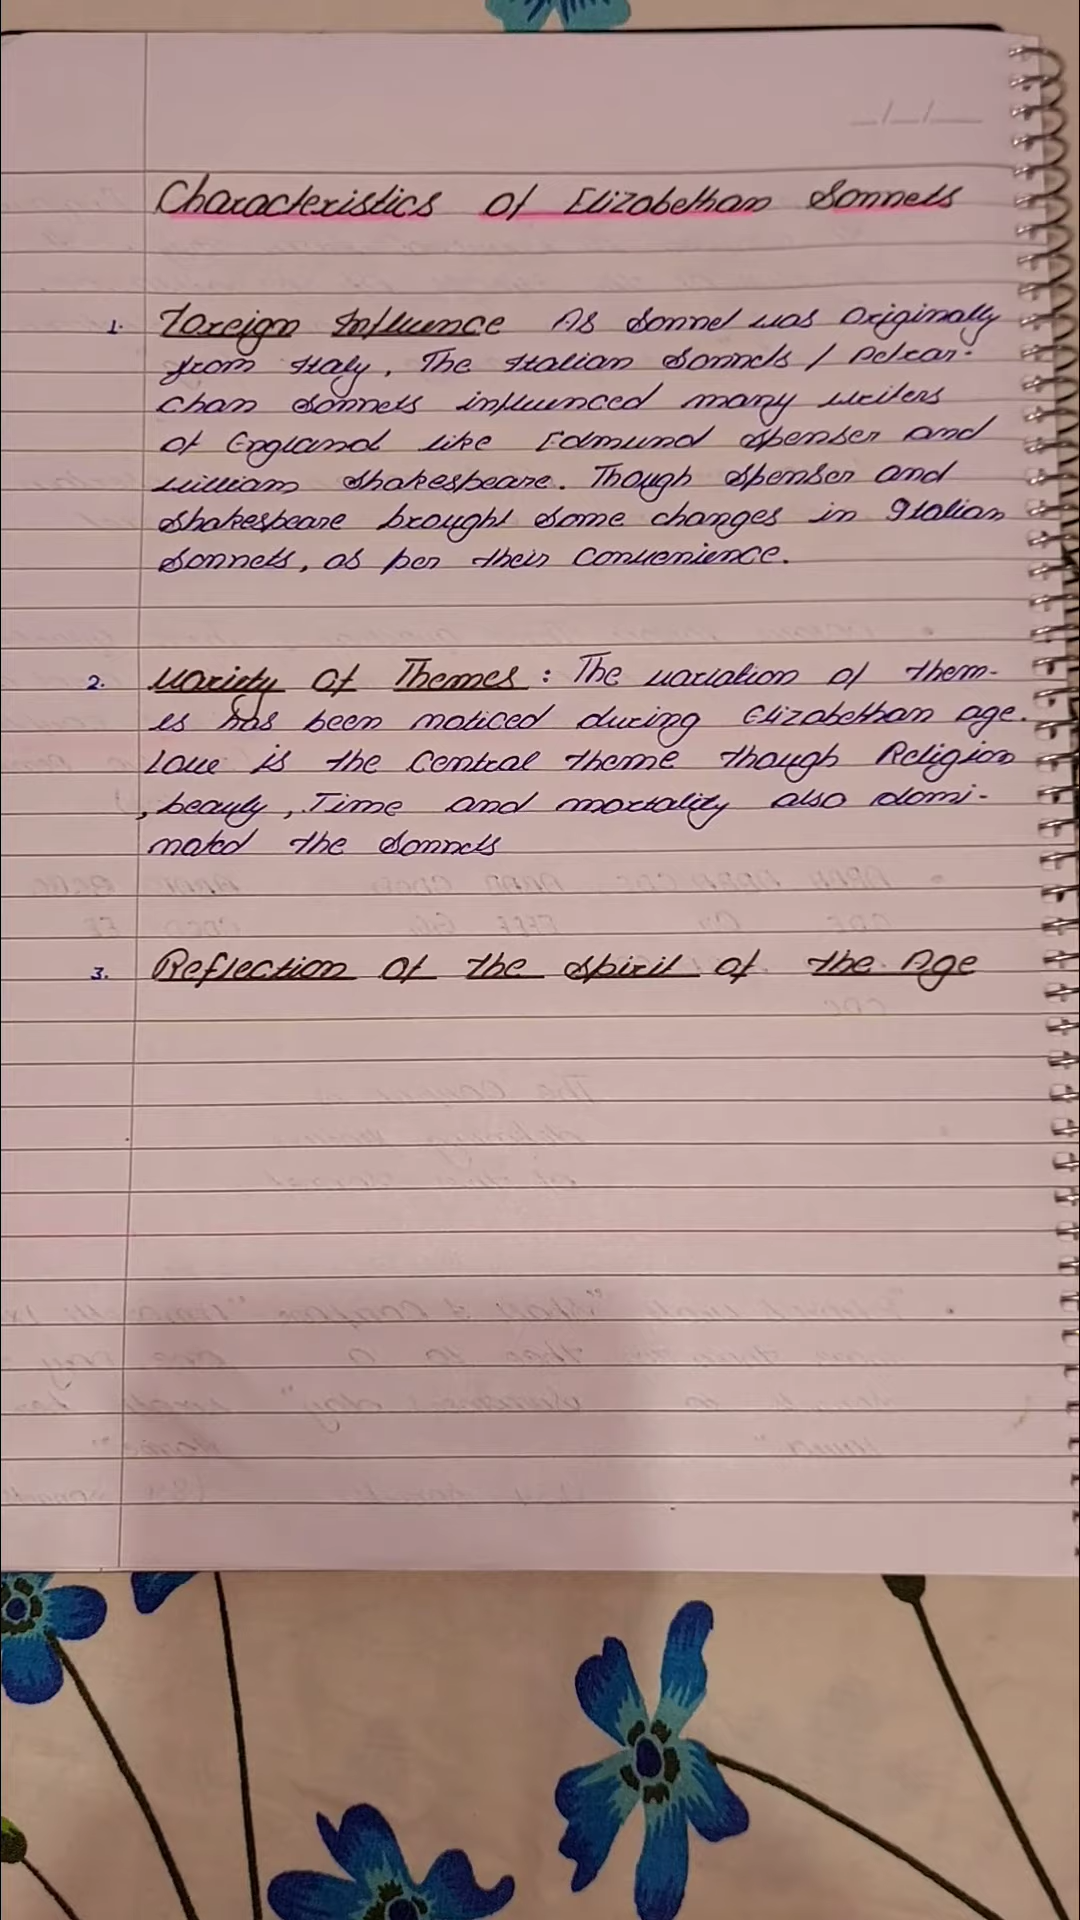 _/_/_
Characteristics of Elizabethan Sonnets
1. Foreign Influence As Sonnet was Originally
from Italy, The Italian Sonnets / Petrar-
chan Sonnets influenced many writers
of England like Edmund Spenser and
William Shakespeare. Though Spenser and
Shakespeare brought some changes in Italian
Sonnets, as per their convenience.
2. Variety Of Themes : The variation of them-
es has been noticed during Elizabethan age.
Love is the Central theme though Religion
, beauty, Time and mortality also domi-
nated the Sonnets
3. Reflection Of the Spirit of the Age